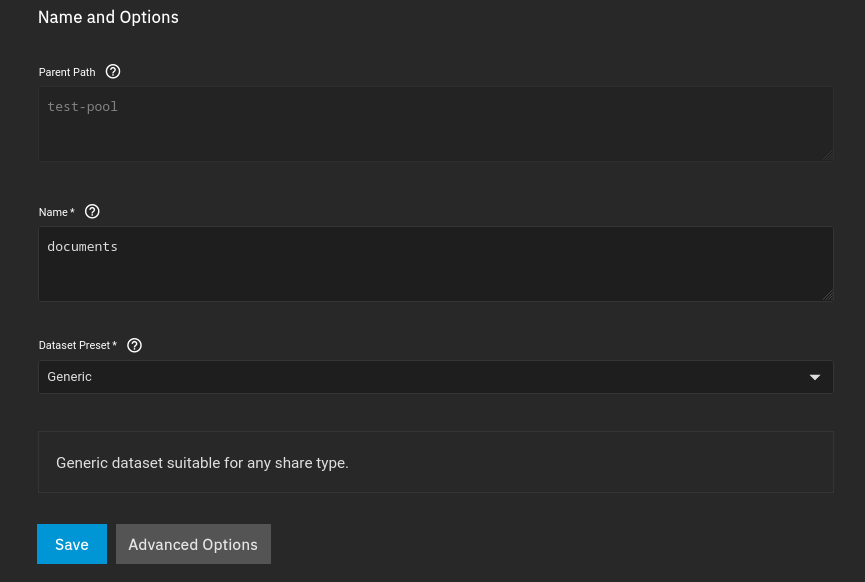 Name and Options
Parent Path
test-pool
Name *
documents
Dataset Preset *
Generic
Generic dataset suitable for any share type.
Save Advanced Options